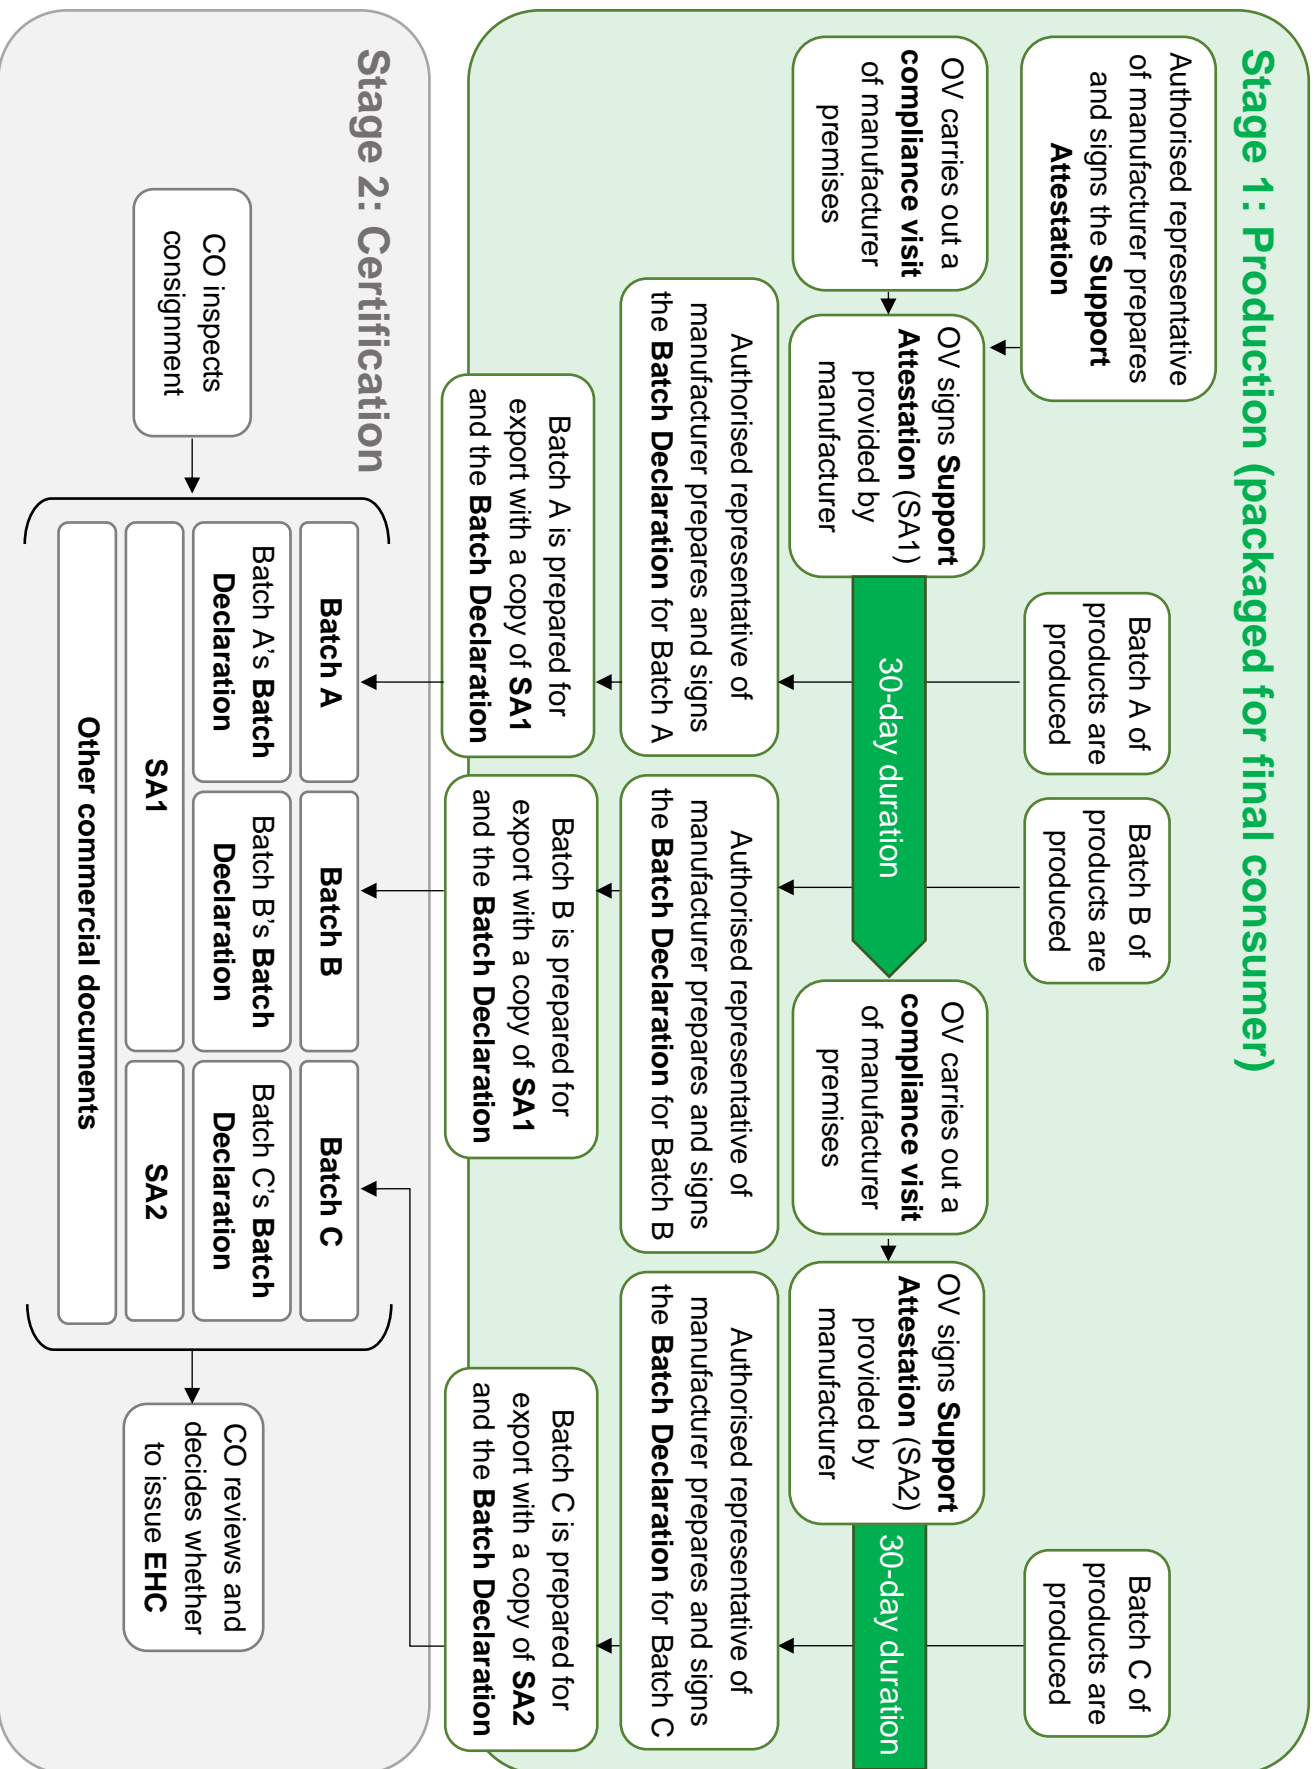 Stage 1: Production (packaged for final consumer)
Authorised representative
of manufacturer prepares
and signs the Support
Attestation
Batch A of
products are
produced
Batch B of
products are
produced
Batch C of
products are
produced
OV carries out a
compliance visit
of manufacturer
premises
OV signs Support
Attestation (SA1)
provided by
manufacturer
30-day duration
OV carries out a
compliance visit
of manufacturer
premises
OV signs Support
Attestation (SA2)
provided by
manufacturer
30-day duration
Authorised representative of
manufacturer prepares and signs
the Batch Declaration for Batch A
Authorised representative of
manufacturer prepares and signs
the Batch Declaration for Batch B
Authorised representative of
manufacturer prepares and signs
the Batch Declaration for Batch C
Batch A is prepared for
export with a copy of SA1
and the Batch Declaration
Batch B is prepared for
export with a copy of SA1
and the Batch Declaration
Batch C is prepared for
export with a copy of SA2
and the Batch Declaration
Stage 2: Certification
CO inspects
consignment
Batch A
Batch B
Batch C
Batch A's Batch
Declaration
Batch B's Batch
Declaration
Batch C's Batch
Declaration
SA1
SA2
Other commercial documents
CO reviews and
decides whether
to issue EHC